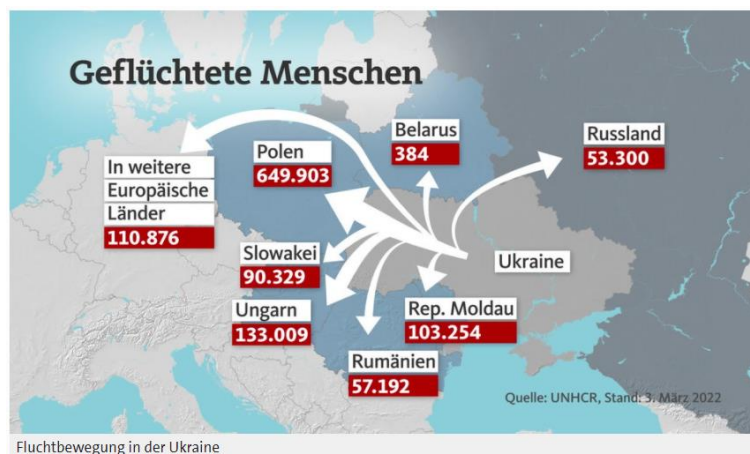 Geflüchtete Menschen
Belarus
384
Russland
53.300
Polen
649.903
In weitere
Europäische
Länder
110.876
Slowakei
90.329
Ukraine
Ungarn
133.009
Rep. Moldau
103.254
Rumänien
57.192
Quelle: UNHCR, Stand: 3. März 2022
Fluchtbewegung in der Ukraine